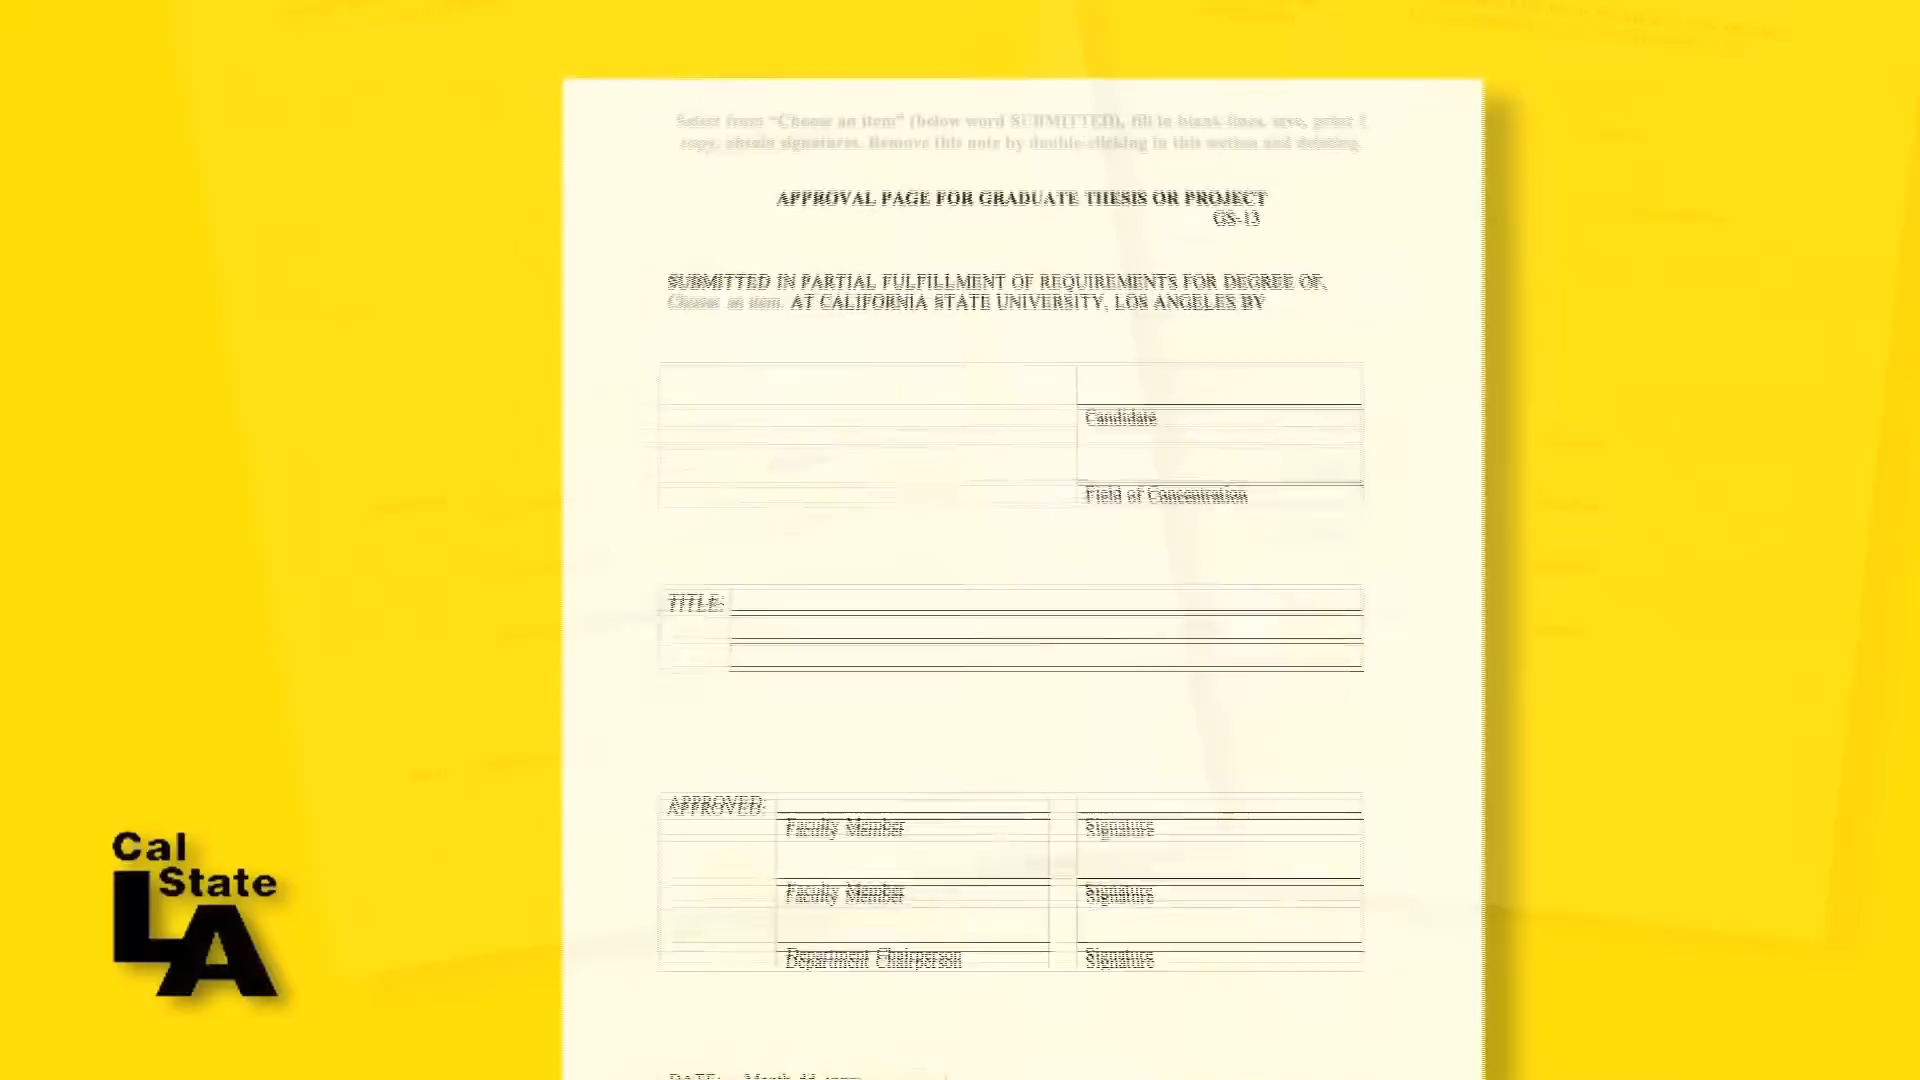 Select from “Choose an item” (below word SUBMITTED), fill in blank lines, save, print 1
copy, obtain signatures. Remove this note by double-clicking in this section and deleting.
APPROVAL PAGE FOR GRADUATE THESIS OR PROJECT
GS-13
SUBMITTED IN PARTIAL FULFILLMENT OF REQUIREMENTS FOR DEGREE OF,
Choose an item. AT CALIFORNIA STATE UNIVERSITY, LOS ANGELES BY
Candidate
Field of Concentration
TITLE:
APPROVED:
Faculty Member Signature
Faculty Member Signature
Department Chairperson Signature
DATE:
Cal
State
LA